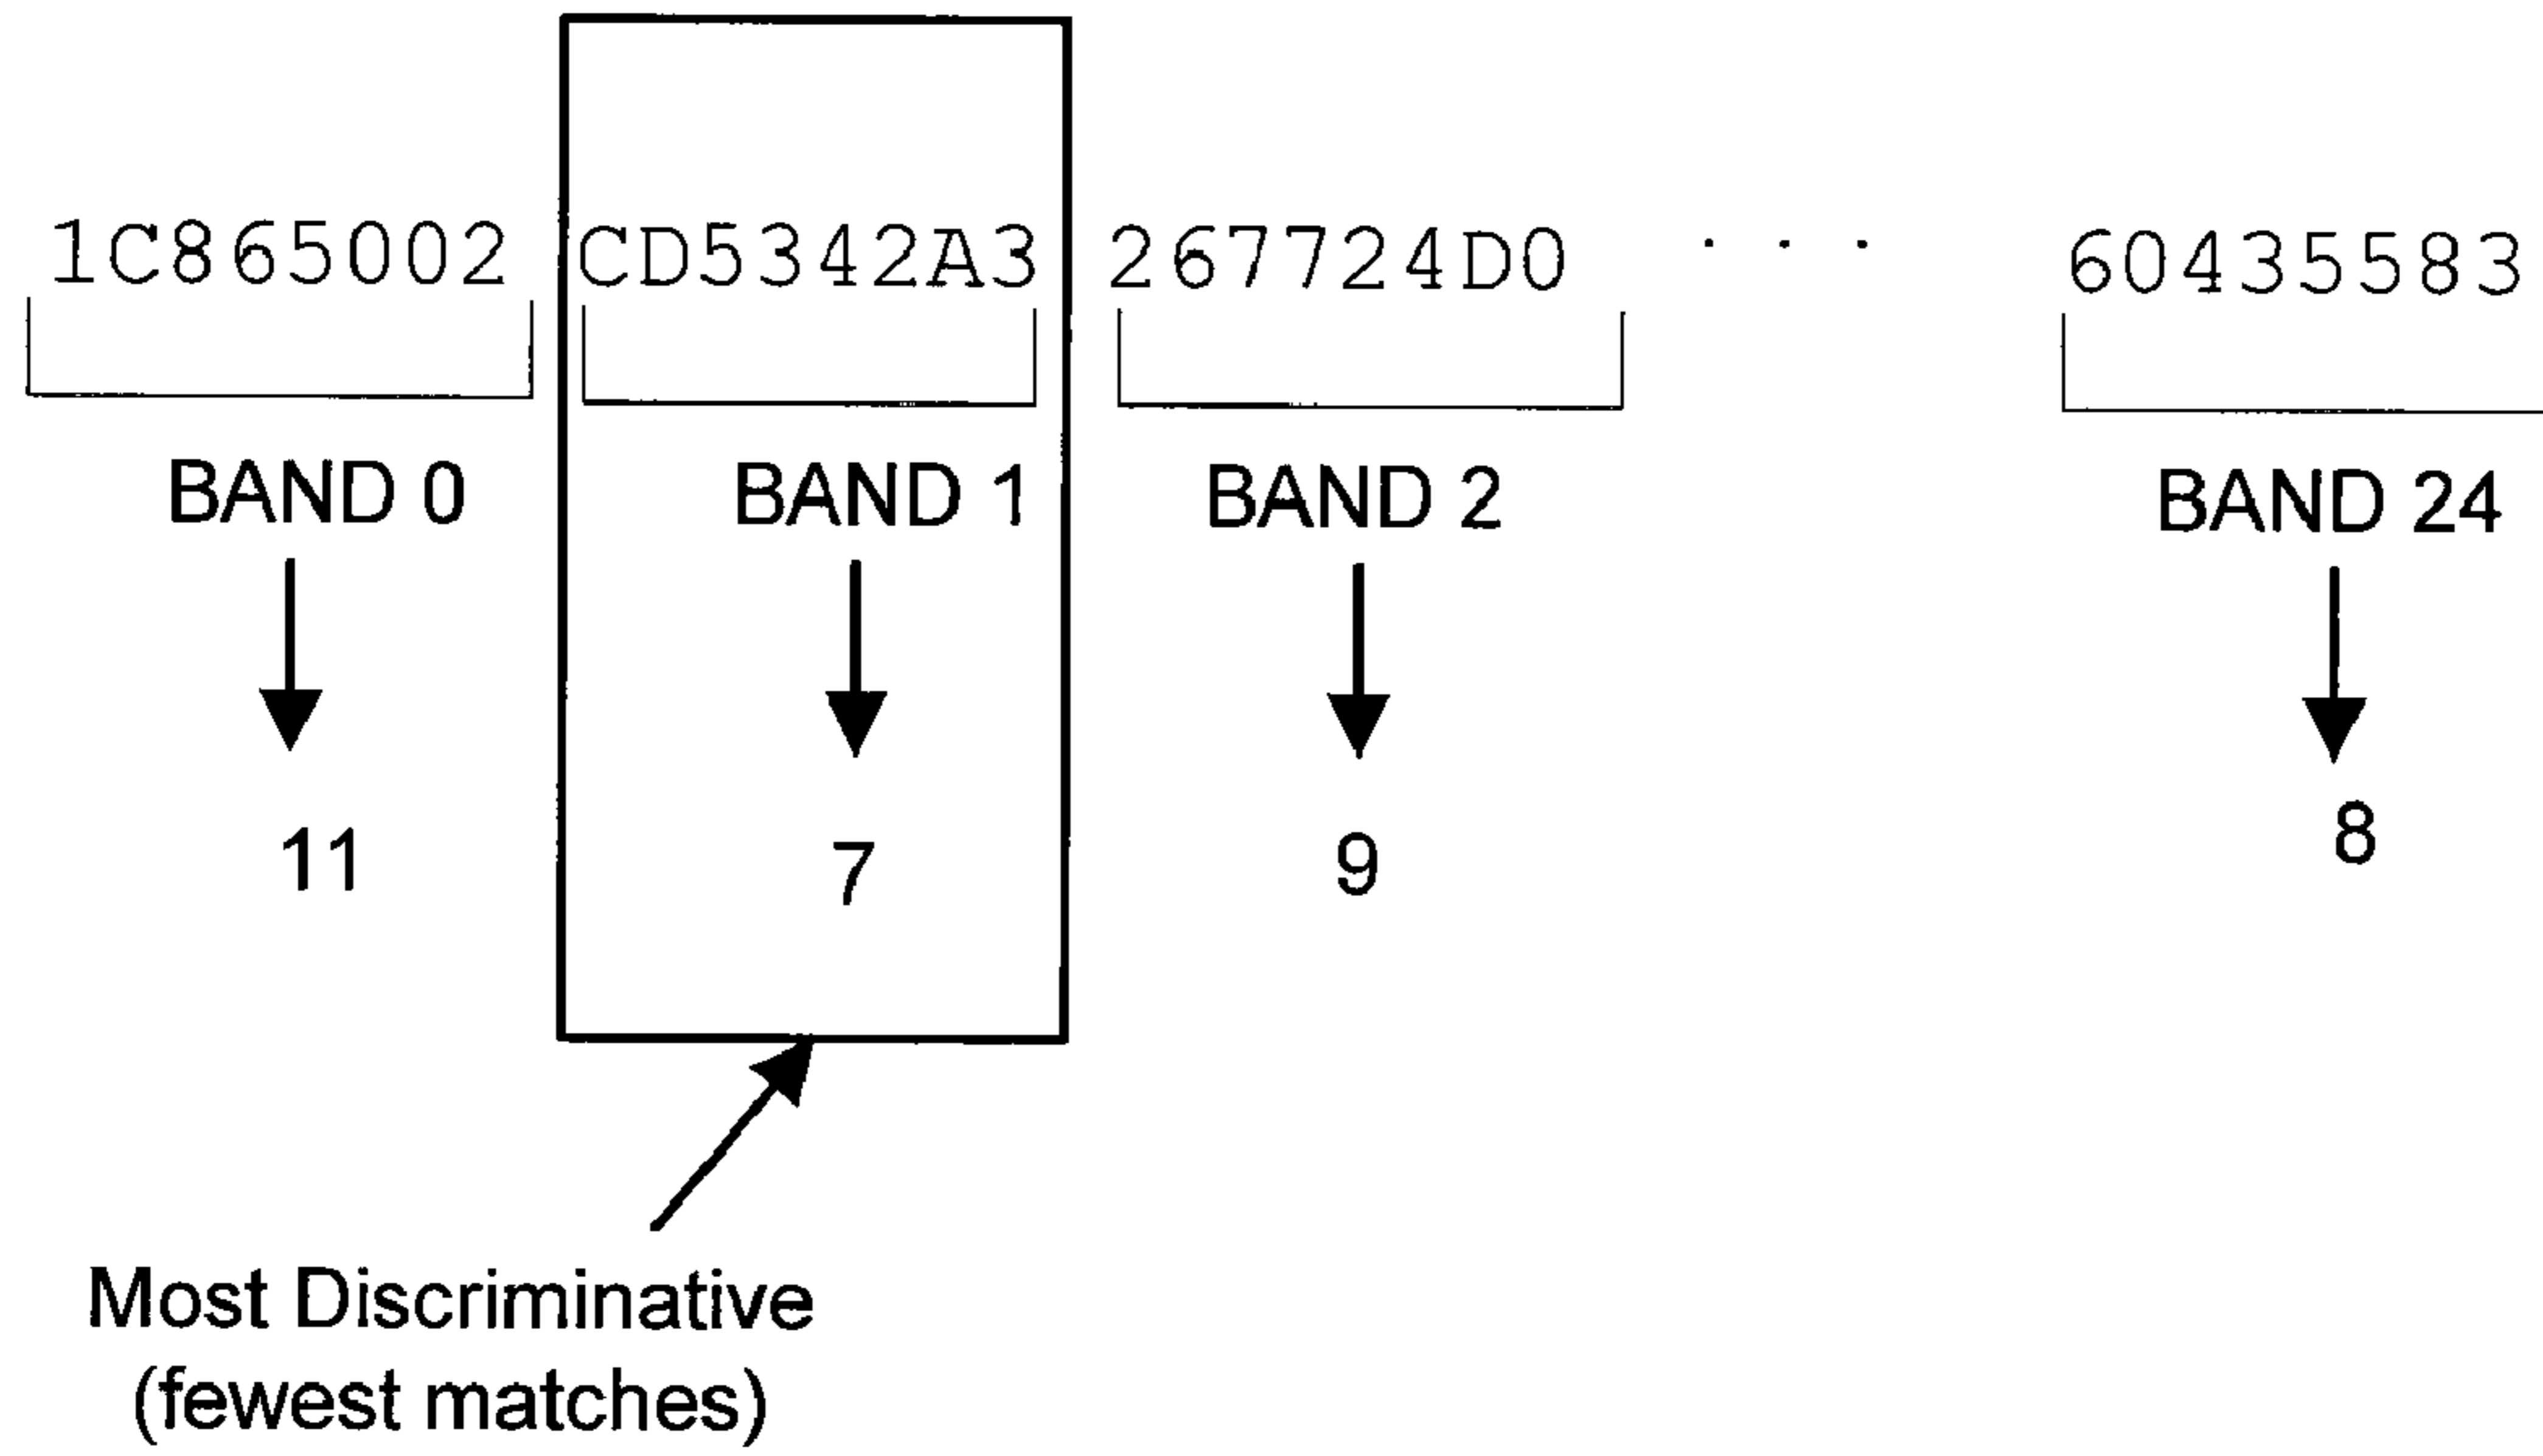 1C865002 CD5342A3 267724D0 . . . 60435583
BAND 0 BAND 1 BAND 2 BAND 24
11 7 9 8
Most Discriminative
(fewest matches)